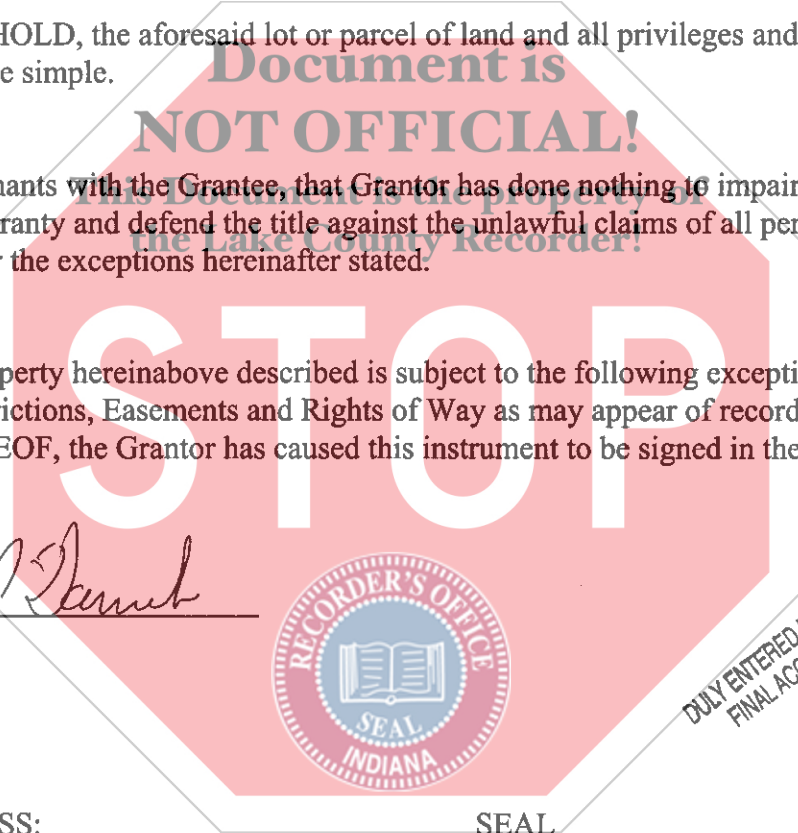 HOLD, the aforesaid lot or parcel of land and all privileges and
e simple.
Document is
NOT OFFICIAL!
This Document is the property of
the Lake County Recorder!
nants with the Grantee, that Grantor has done nothing to impair
ranty and defend the title against the unlawful claims of all per
r the exceptions hereinafter stated.
STOP
perty hereinabove described is subject to the following excepti
rictions, Easements and Rights of Way as may appear of record
EOF, the Grantor has caused this instrument to be signed in the
RECORDER'S OFFICE
SEAL
INDIANA
DULY ENTERED
FINAL ACC
SS:
SEAL